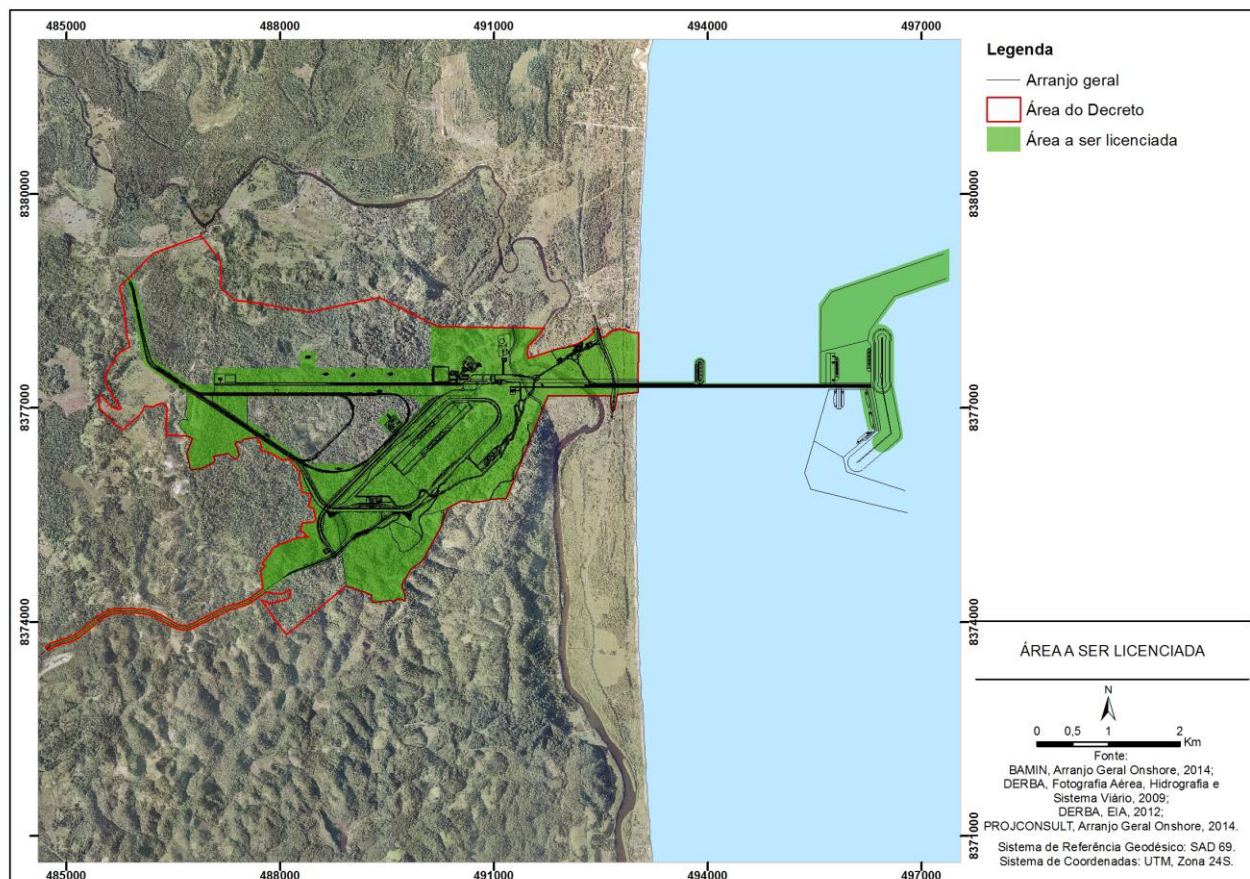 485000 488000 491000 494000 497000
8380000 8380000
8377000 8377000
8374000 8374000
8371000 8371000
485000 488000 491000 494000 497000
Legenda
Arranjo geral
Área do Decreto
Área a ser licenciada
ÁREA A SER LICENCIADA
N
0 0,5 1 2
Km
Fonte:
BAMIN, Arranjo Geral Onshore, 2014;
DERBA, Fotografia Aérea, Hidrografia e
Sistema Viário, 2009;
DERBA, EIA, 2012;
PROJCONSULT, Arranjo Geral Onshore, 2014.
Sistema de Referência Geodésico: SAD 69.
Sistema de Coordenadas: UTM, Zona 24S.